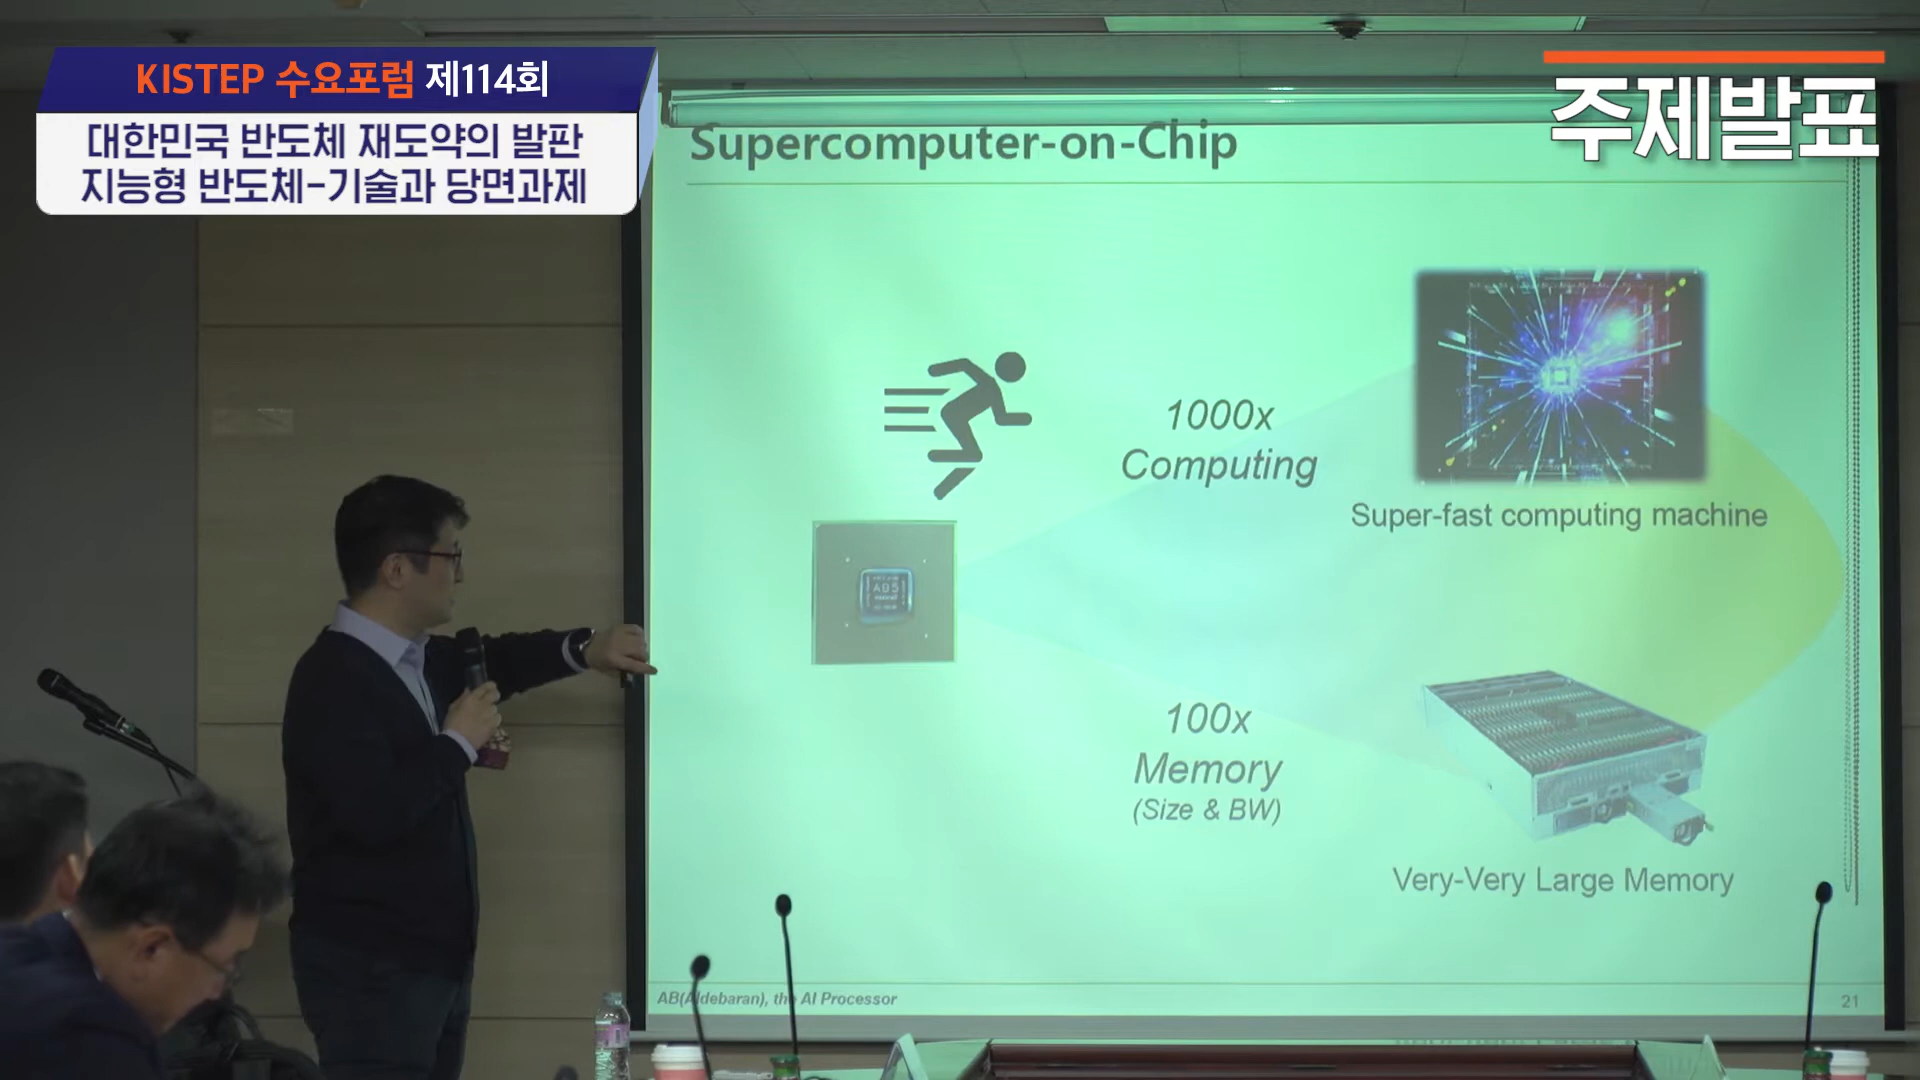 KISTEP 수요포럼 제114회
대한민국 반도체 재도약의 발판
지능형 반도체-기술과 당면과제
주제발표
Supercomputer-on-Chip
1000x
Computing
Super-fast computing machine
AB5
100x
Memory
(Size & BW)
Very-Very Large Memory
AB(Aldebaran), the AI Processor
21